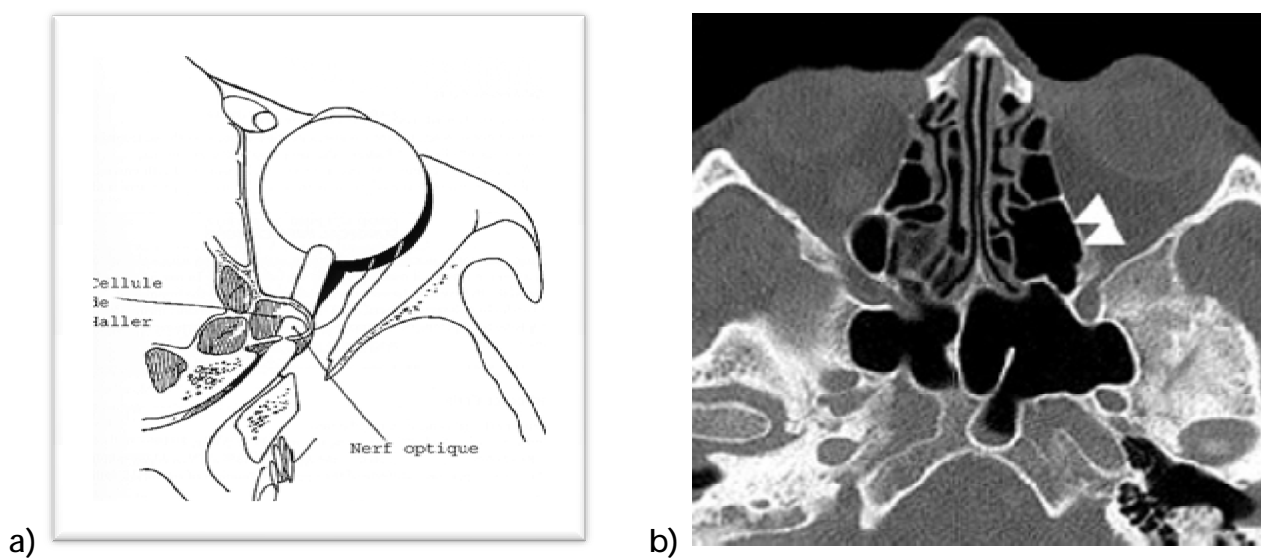 Cellule
de
Haller
Nerf optique
a)
b)